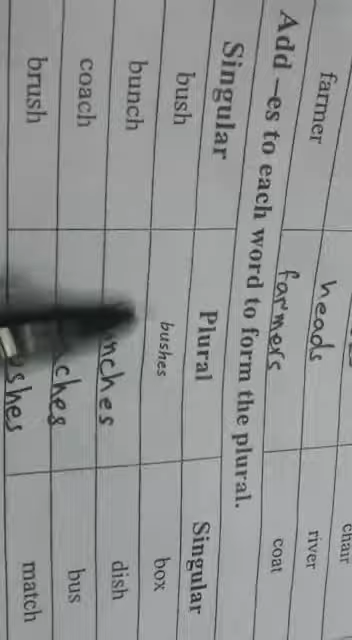 chair
heads river
farmer farmers coat
Add –es to each word to form the plural.
Singular Plural Singular
bush bushes box
bunch nches dish
coach ches bus
brush shes match